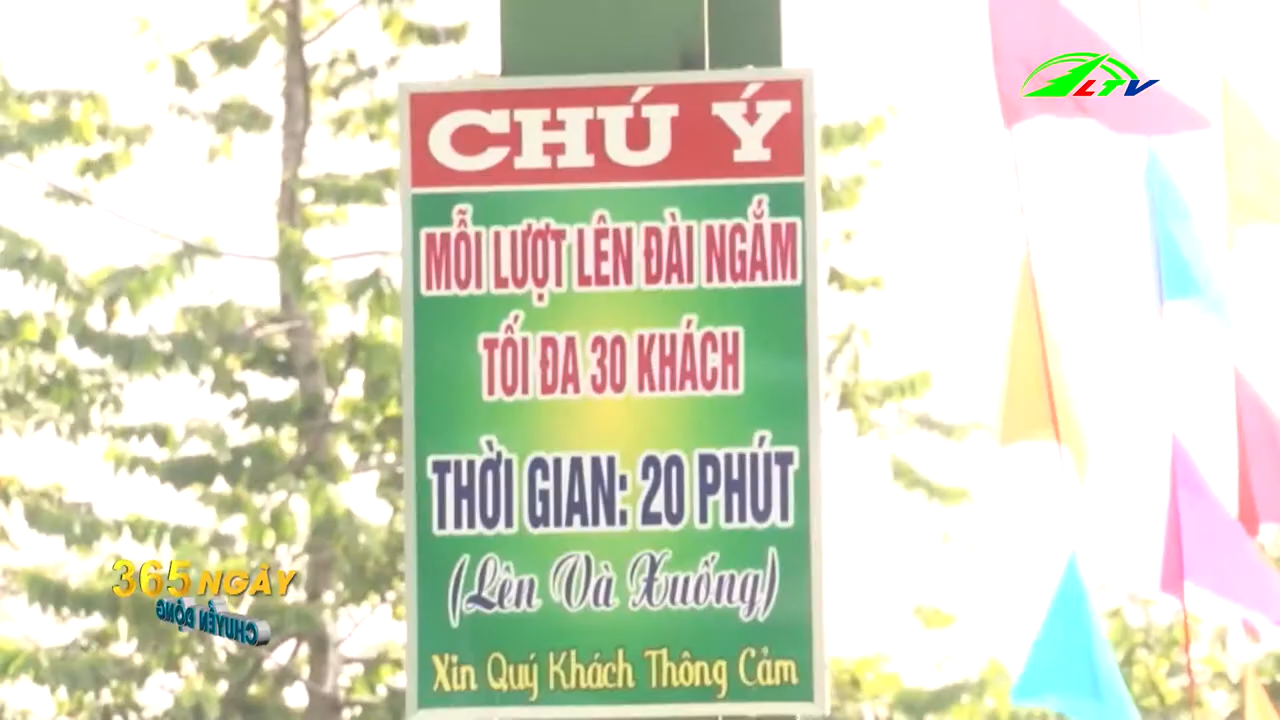 CHÚ Ý
MỖI LƯỢT LÊN ĐÀI NGẮM
TỐI ĐA 30 KHÁCH
THỜI GIAN: 20 PHÚT
(Lên Và Xuống)
Xin Quý Khách Thông Cảm
LTV
365 NGÀY
CHUYỂN ĐỘNG